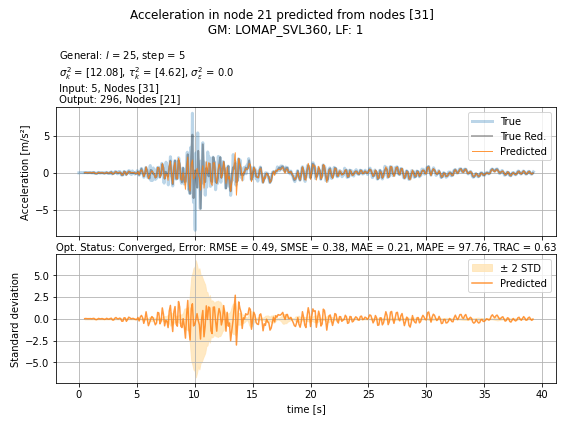 Acceleration in node 21 predicted from nodes [31]
GM: LOMAP_SVL360, LF: 1
General: l = 25, step = 5
σ²ₖ = [12.08], τ²ₖ = [4.62], σ²ε = 0.0
Input: 5, Nodes [31]
Output: 296, Nodes [21]
Acceleration [m/s²]
5
0
−5
True
True Red.
Predicted
Opt. Status: Converged, Error: RMSE = 0.49, SMSE = 0.38, MAE = 0.21, MAPE = 97.76, TRAC = 0.63
Standard deviation
5.0
2.5
0.0
−2.5
−5.0
± 2 STD
Predicted
0 5 10 15 20 25 30 35 40
time [s]